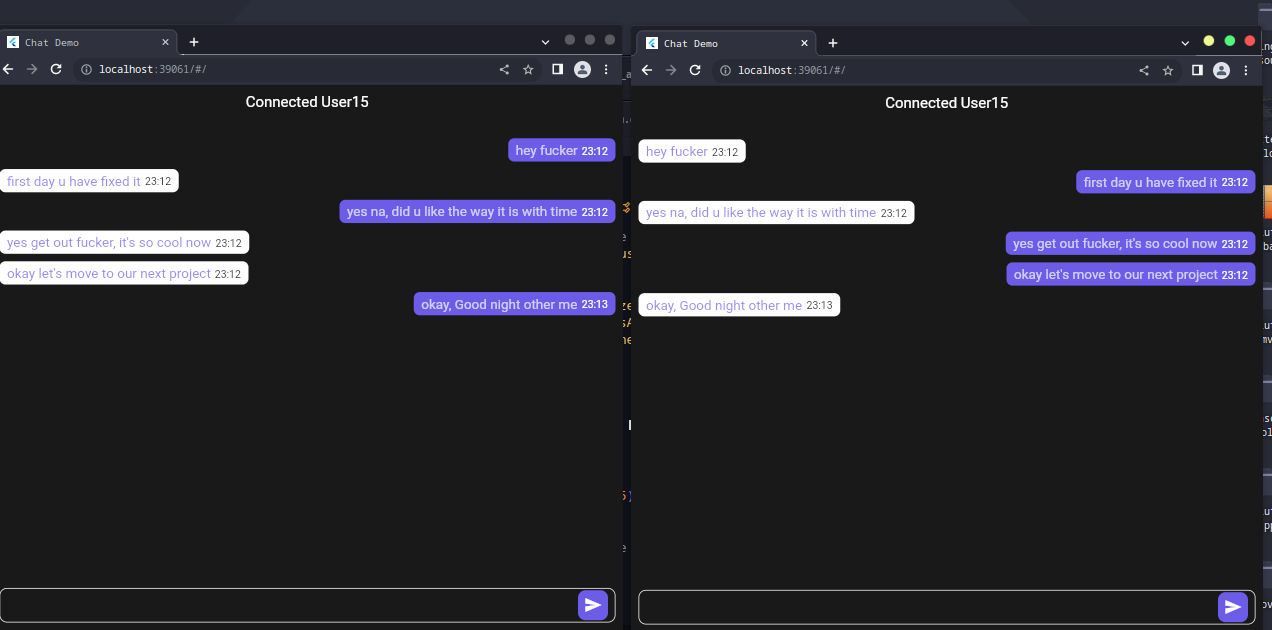 Chat Demo
localhost:39061/#/
Connected User15
hey fucker 23:12
first day u have fixed it 23:12
yes na, did u like the way it is with time 23:12
yes get out fucker, it's so cool now 23:12
okay let's move to our next project 23:12
okay, Good night other me 23:13
Chat Demo
localhost:39061/#/
Connected User15
hey fucker 23:12
first day u have fixed it 23:12
yes na, did u like the way it is with time 23:12
yes get out fucker, it's so cool now 23:12
okay let's move to our next project 23:12
okay, Good night other me 23:13